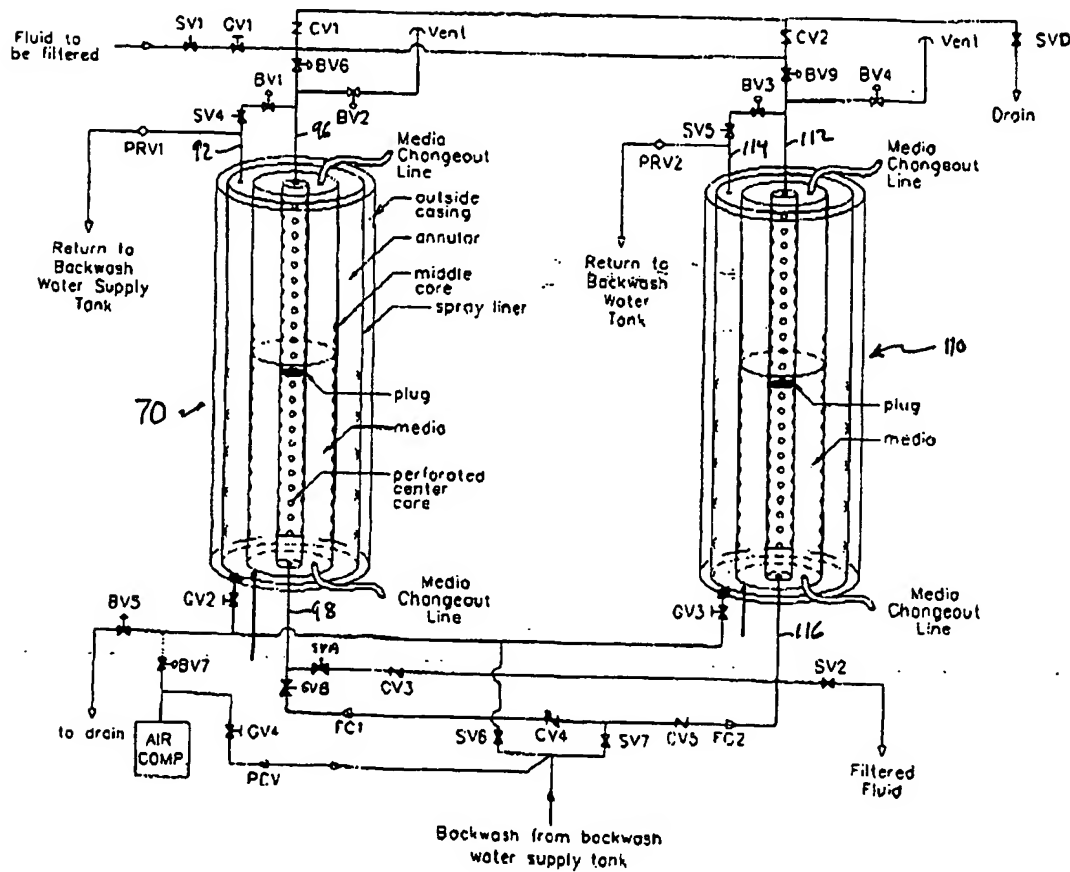 SV1
GV1
CV1
Fluid to
be filtered
Vent
CV2
Vent
SVD
BV6
BV9
BV1
BV3
BV4
BV2
Drain
SV4
SV5
96
112
PRV1
92
Media
Changeout
Line
PRV2
114
Media
Changeout
Line
outside
casing
annular
middle
core
spray liner
Return to
Backwash
Water Supply
Tank
Return to
Backwash
Water
Tank
110
plug
plug
70
media
media
perforated
center
core
GV2
Media
Changeout
Line
98
GV3
Media
Changeout
Line
116
BV5
BV7
SVA
CV3
SV2
SVB
to drain
AIR
COMP.
GV4
FC1
SV6
CV4
SV7
CV5
FC2
PCV
Filtered
Fluid
Backwash from backwash
water supply tank